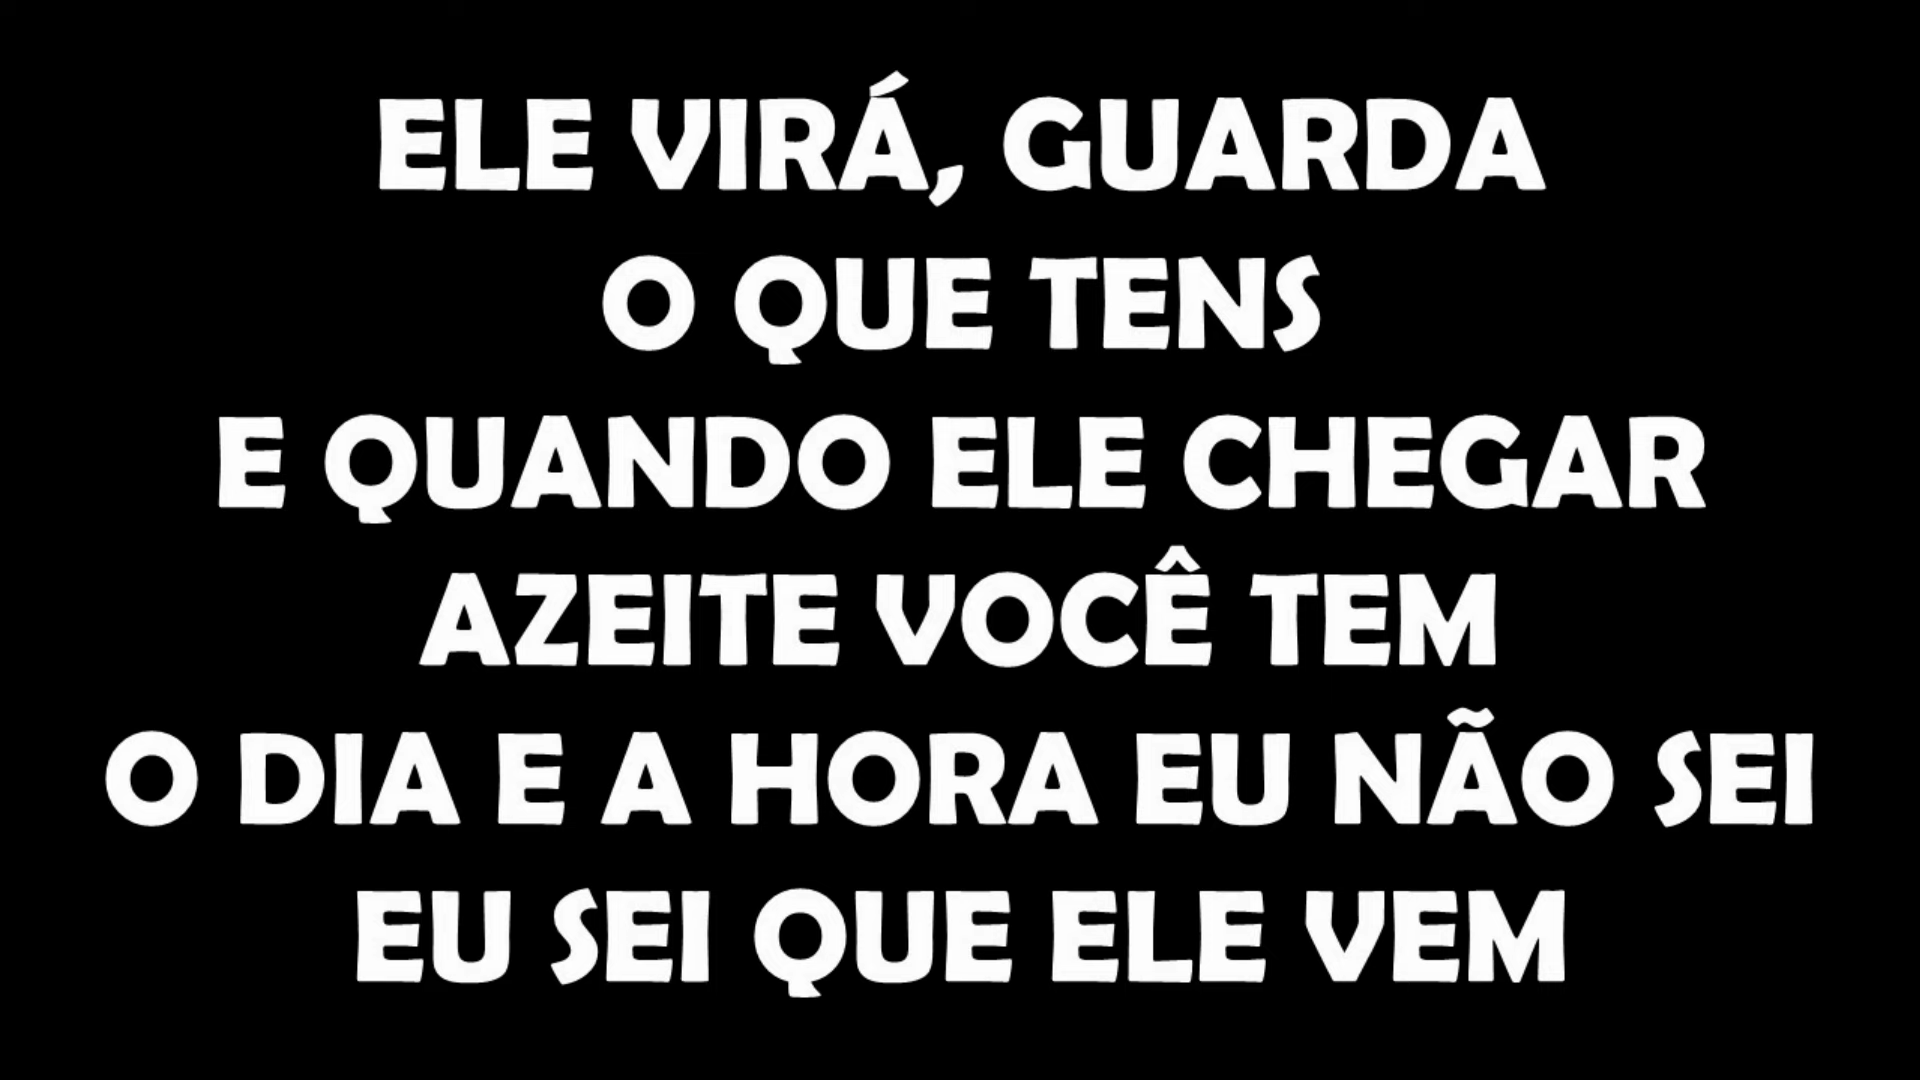 ELE VIRÁ, GUARDA
O QUE TENS
E QUANDO ELE CHEGAR
AZEITE VOCÊ TEM
O DIA E A HORA EU NÃO SEI
EU SEI QUE ELE VEM